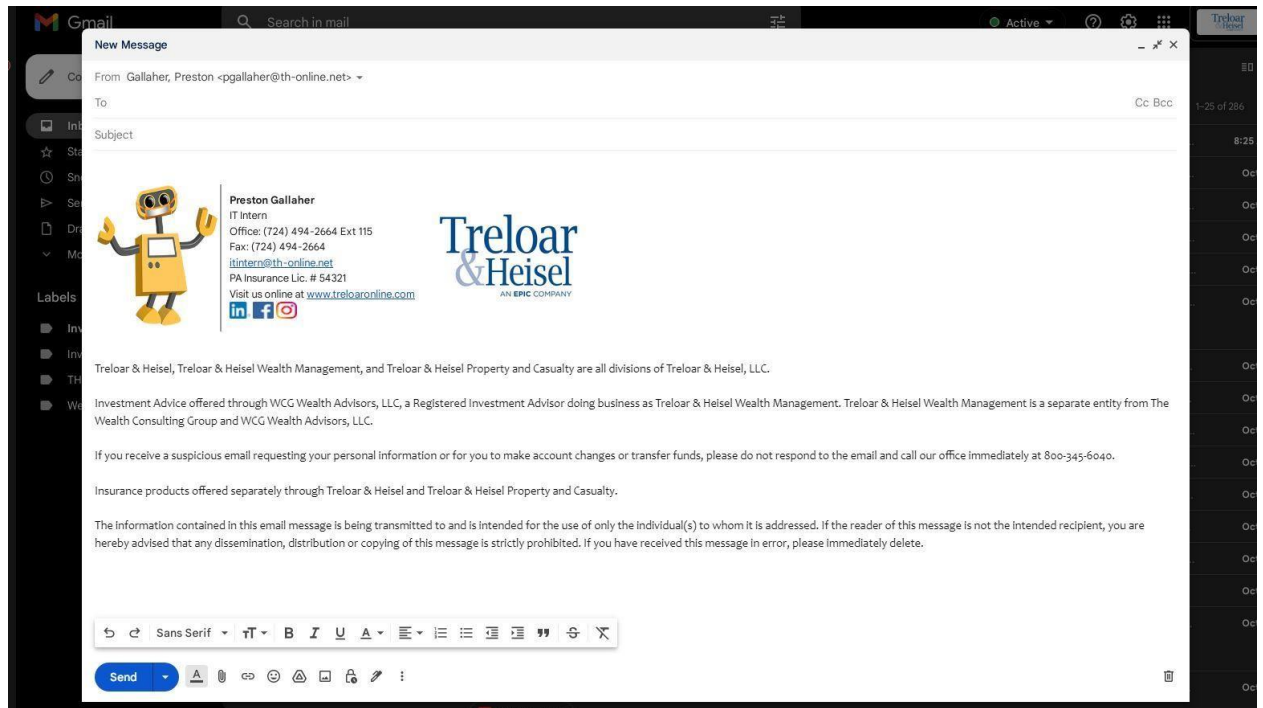 Gmail
Search in mail
Active
Treloar
& Heisel
New Message
Co
From Gallaher, Preston <pgallaher@th-online.net>
To
Cc Bcc
1-25 of 286
Subject
8:25
Preston Gallaher
IT Intern
Office: (724) 494-2664 Ext 115
Fax: (724) 494-2664
itintern@th-online.net
PA Insurance Lic. # 54321
Visit us online at www.treloaronline.com
Treloar
&Heisel
AN EPIC COMPANY
Labels
Treloar & Heisel, Treloar & Heisel Wealth Management, and Treloar & Heisel Property and Casualty are all divisions of Treloar & Heisel, LLC.
Investment Advice offered through WCG Wealth Advisors, LLC, a Registered Investment Advisor doing business as Treloar & Heisel Wealth Management. Treloar & Heisel Wealth Management is a separate entity from The
Wealth Consulting Group and WCG Wealth Advisors, LLC.
If you receive a suspicious email requesting your personal information or for you to make account changes or transfer funds, please do not respond to the email and call our office immediately at 800-345-6040.
Insurance products offered separately through Treloar & Heisel and Treloar & Heisel Property and Casualty.
The information contained in this email message is being transmitted to and is intended for the use of only the individual(s) to whom it is addressed. If the reader of this message is not the intended recipient, you are
hereby advised that any dissemination, distribution or copying of this message is strictly prohibited. If you have received this message in error, please immediately delete.
Sans Serif
Send